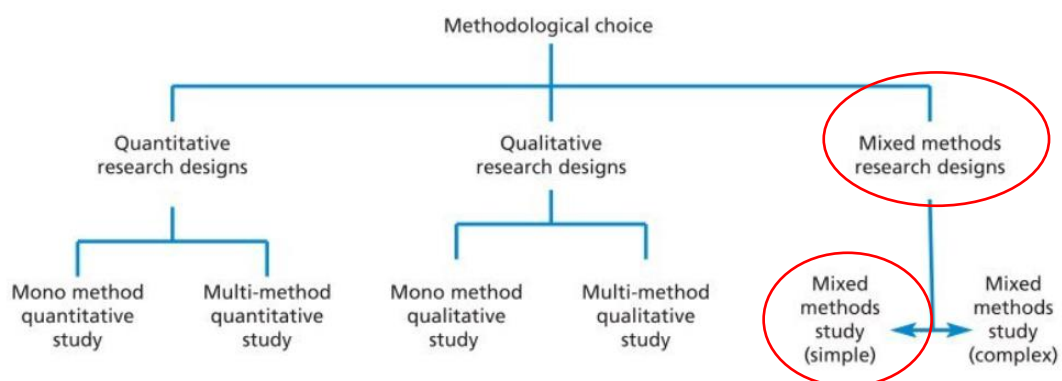 Methodological choice
Quantitative
research designs
Qualitative
research designs
Mixed methods
research designs
Mono method
quantitative
study
Multi-method
quantitative
study
Mono method
qualitative
study
Multi-method
qualitative
study
Mixed
methods
study
(simple)
Mixed
methods
study
(complex)